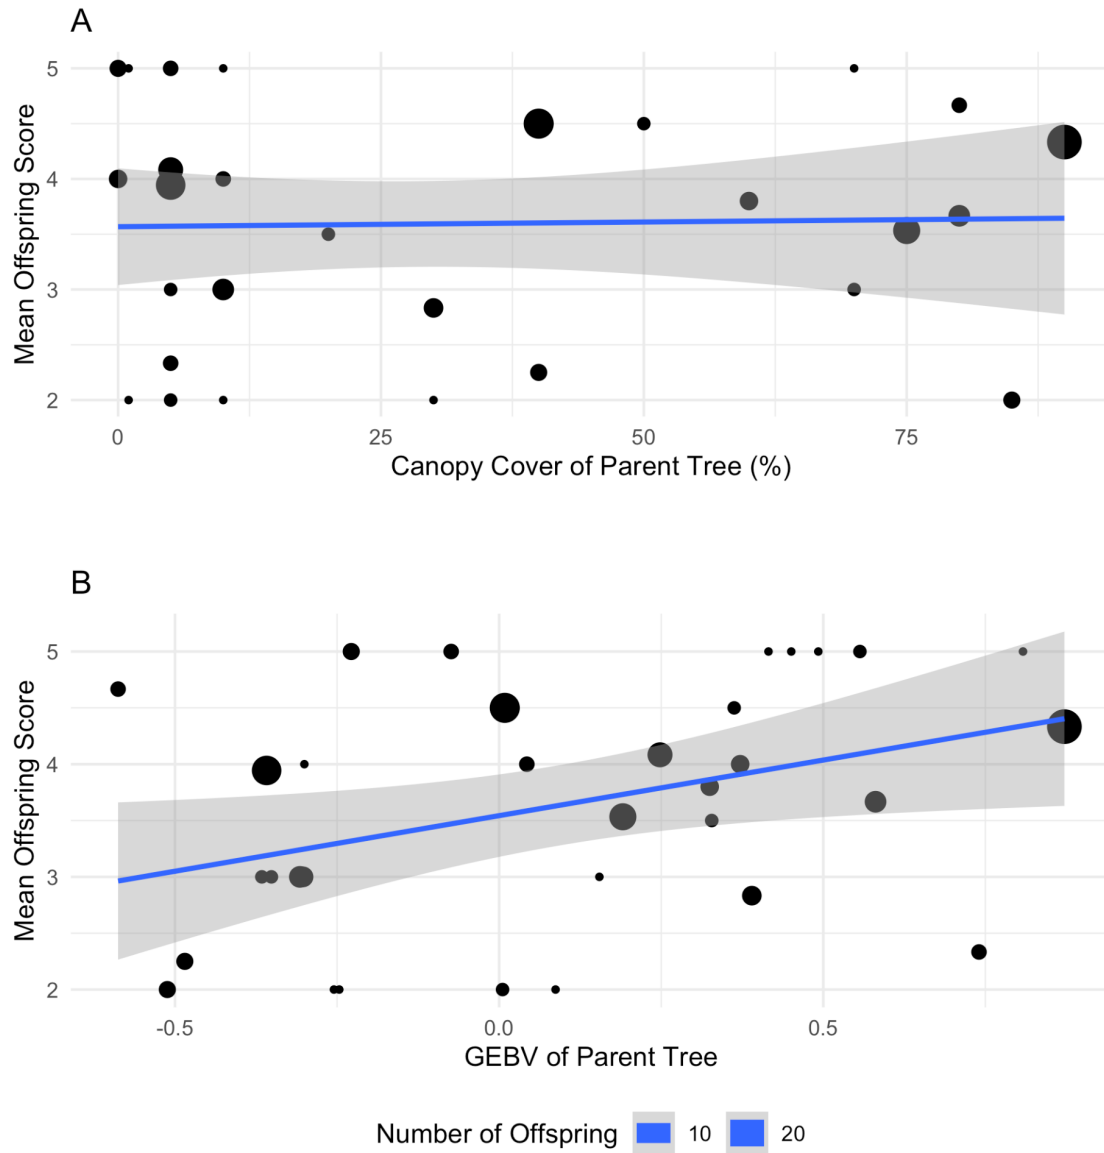 A
5
4
3
2
Mean Offspring Score
0
25
50
75
Canopy Cover of Parent Tree (%)
B
5
4
3
2
Mean Offspring Score
-0.5
0.0
0.5
GEBV of Parent Tree
Number of Offspring 10 20